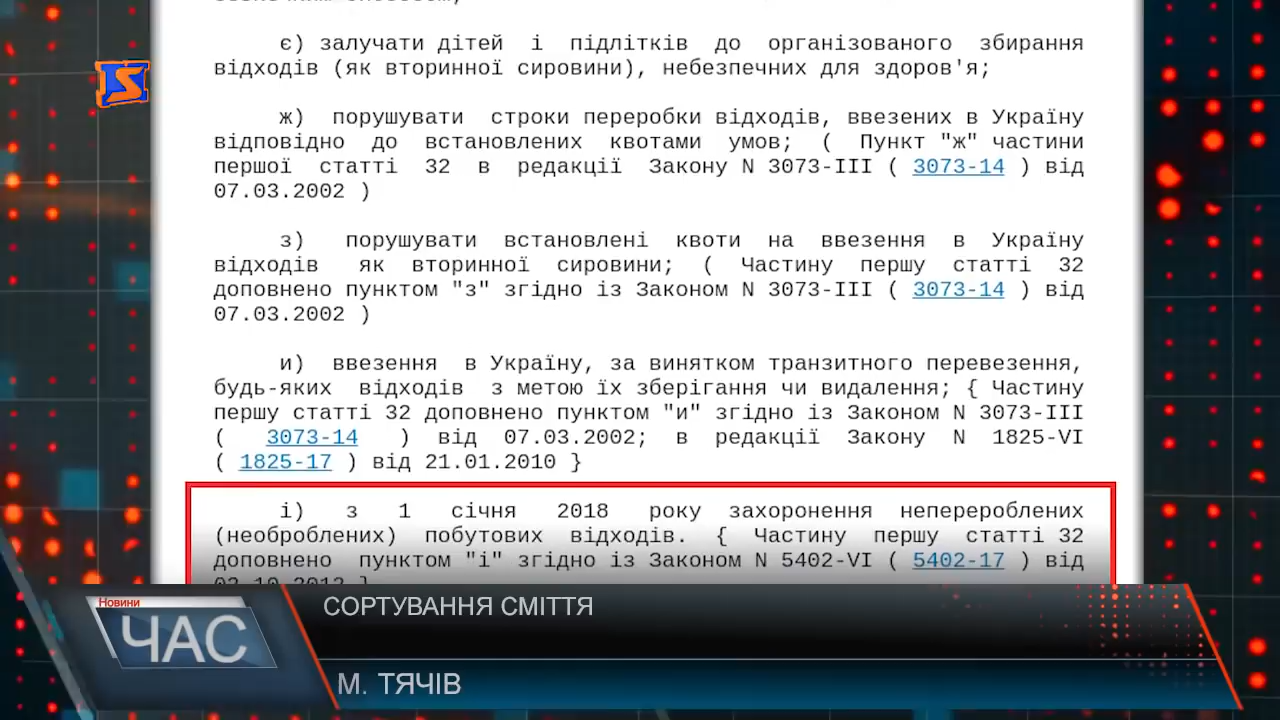 є) залучати дітей і підлітків до організованого збирання
відходів (як вторинної сировини), небезпечних для здоров'я;
ж) порушувати строки переробки відходів, ввезених в Україну
відповідно до встановлених квотами умов; ( Пункт "ж" частини
першої статті 32 в редакції Закону N 3073-III ( 3073-14 ) від
07.03.2002 )
з) порушувати встановлені квоти на ввезення в Україну
відходів як вторинної сировини; ( Частину першу статті 32
доповнено пунктом "з" згідно із Законом N 3073-III ( 3073-14 ) від
07.03.2002 )
и) ввезення в Україну, за винятком транзитного перевезення,
будь-яких відходів з метою їх зберігання чи видалення; { Частину
першу статті 32 доповнено пунктом "и" згідно із Законом N 3073-III
( 3073-14 ) від 07.03.2002; в редакції Закону N 1825-VI
( 1825-17 ) від 21.01.2010 }
і) з 1 січня 2018 року захоронення неперероблених
(необроблених) побутових відходів. { Частину першу статті 32
доповнено пунктом "і" згідно із Законом N 5402-VI ( 5402-17 ) від
Новини
ЧАС
СОРТУВАННЯ СМІТТЯ
М. ТЯЧІВ